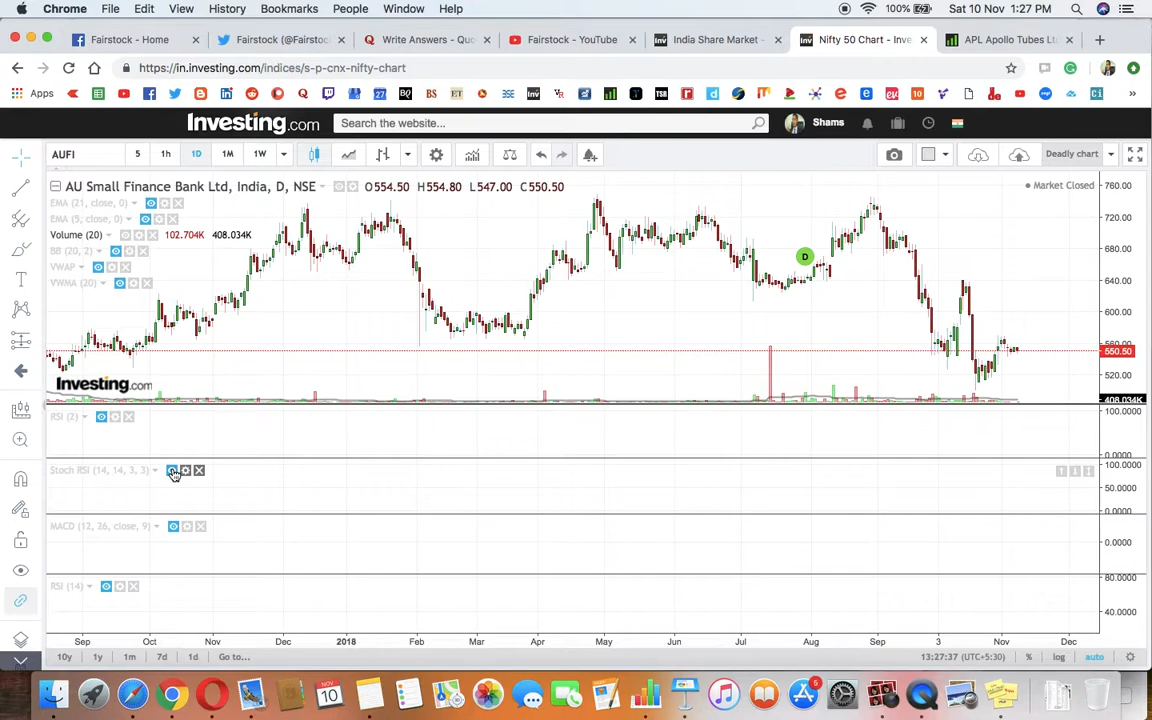 Chrome File Edit View History Bookmarks People Window Help 100% Sat 10 Nov 1:27 PM
Fairstock - Home Fairstock (@Fairstoc Write Answers - Quo Fairstock - YouTube India Share Market - Nifty 50 Chart - Inve APL Apollo Tubes Lt
https://in.investing.com/indices/s-p-cnx-nifty-chart
Apps
Investing.com Search the website... Shams
AUFI 5 1h 1D 1M 1W Deadly chart
AU Small Finance Bank Ltd, India, D, NSE O554.50 H554.80 L547.00 C550.50 Market Closed
760.00
EMA (21, close, 0)
EMA (5, close, 0) 720.00
Volume (20) 102.704K 408.034K
BB (20, 2) 680.00
D
VWAP
VWMA (20) 640.00
600.00
550.50
520.00
Investing.com
408.034K
RSI (2) 100.0000
0.0000
Stoch RSI (14, 14, 3, 3) 100.0000
50.0000
0.0000
MACD (12, 26, close, 9)
0.0000
80.0000
RSI (14)
40.0000
Sep Oct Nov Dec 2018 Feb Mar Apr May Jun Jul Aug Sep 3 Nov Dec
10y 1y 1m 7d 1d Go to... 13:27:37 (UTC+5:30) % log auto
NOV
10
5